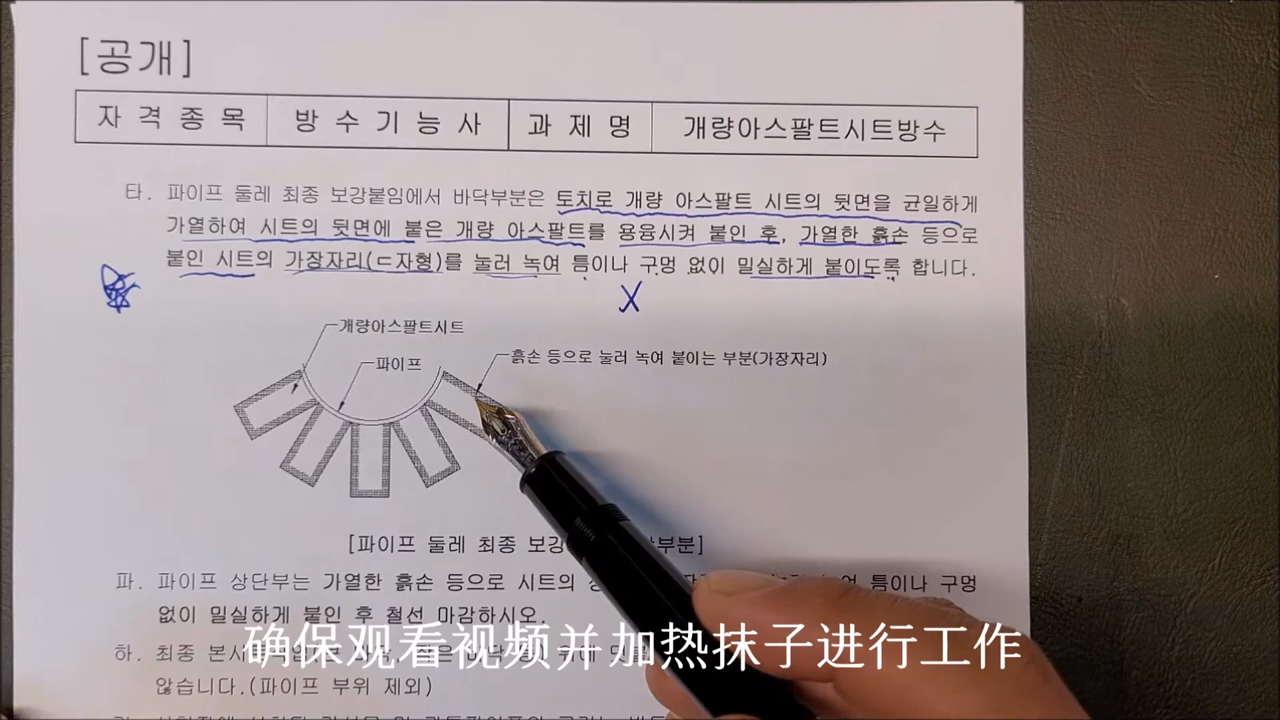 [공개]
자 격 종 목 방 수 기 능 사 과 제 명 개량아스팔트시트방수
타. 파이프 둘레 최종 보강붙임에서 바닥부분은 토치로 개량 아스팔트 시트의 뒷면을 균일하게
가열하여 시트의 뒷면에 붙은 개량 아스팔트를 용융시켜 붙인 후, 가열한 흙손 등으로
붙인 시트의 가장자리(ㄷ자형)를 눌러 녹여 틈이나 구멍 없이 밀실하게 붙이도록 합니다.
X
개량아스팔트시트
파이프
흙손 등으로 눌러 녹여 붙이는 부분(가장자리)
[파이프 둘레 최종 보강 부분]
파. 파이프 상단부는 가열한 흙손 등으로 시트의 틈이나 구멍
없이 밀실하게 붙인 후 철선 마감하시오.
确保观看视频并加热抹子进行工作
하. 최종
않습니다.(파이프 부위 제외)